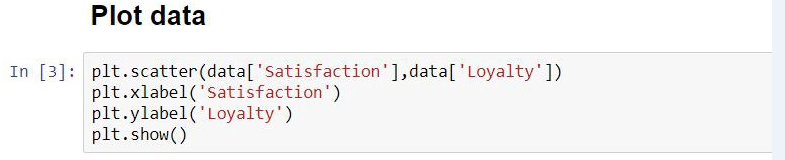 Plot data
In [3]: plt.scatter(data['Satisfaction'],data['Loyalty'])
plt.xlabel('Satisfaction')
plt.ylabel('Loyalty')
plt.show()